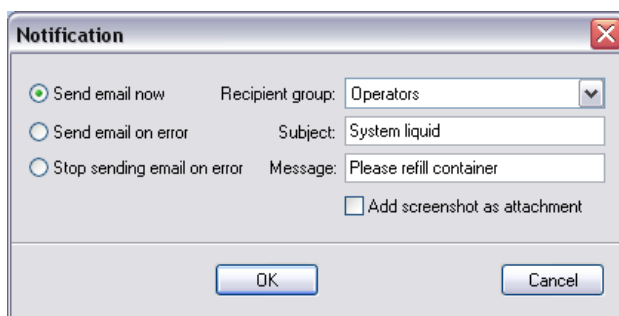 Notification
Send email now Recipient group: Operators
Send email on error Subject: System liquid
Stop sending email on error Message: Please refill container
Add screenshot as attachment
OK Cancel